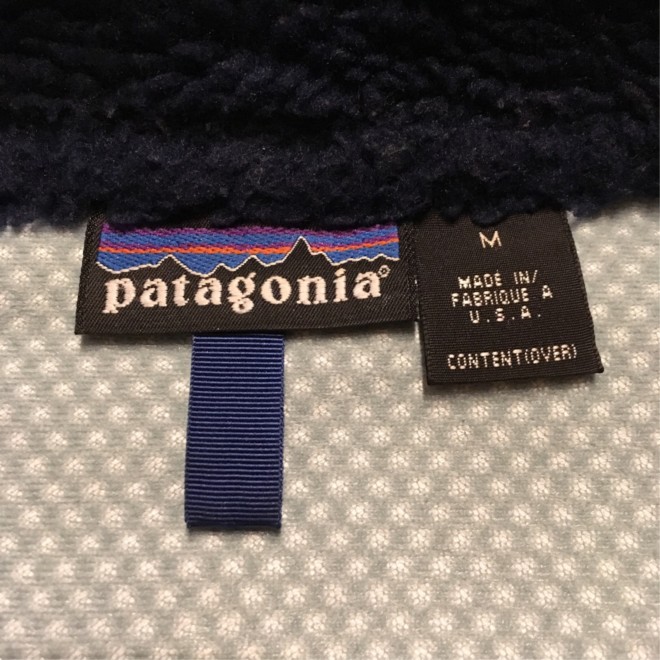 patagonia®
M
MADE IN/
FABRIQUE A
U.S.A.
CONTENT(OVER)